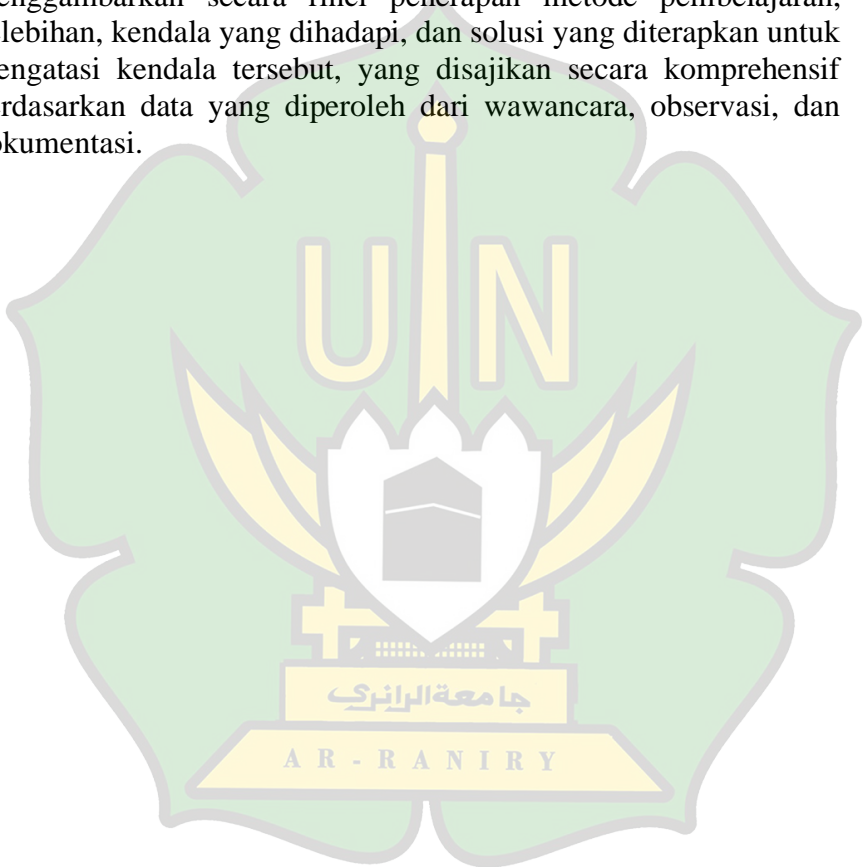 enggambarkan secara rinci penerapan metode pembelajaran,
lebihan, kendala yang dihadapi, dan solusi yang diterapkan untuk
engatasi kendala tersebut, yang disajikan secara komprehensif
rdasarkan data yang diperoleh dari wawancara, observasi, dan
okumentasi.
UIN
جامعةالرانري
AR-RANIRY